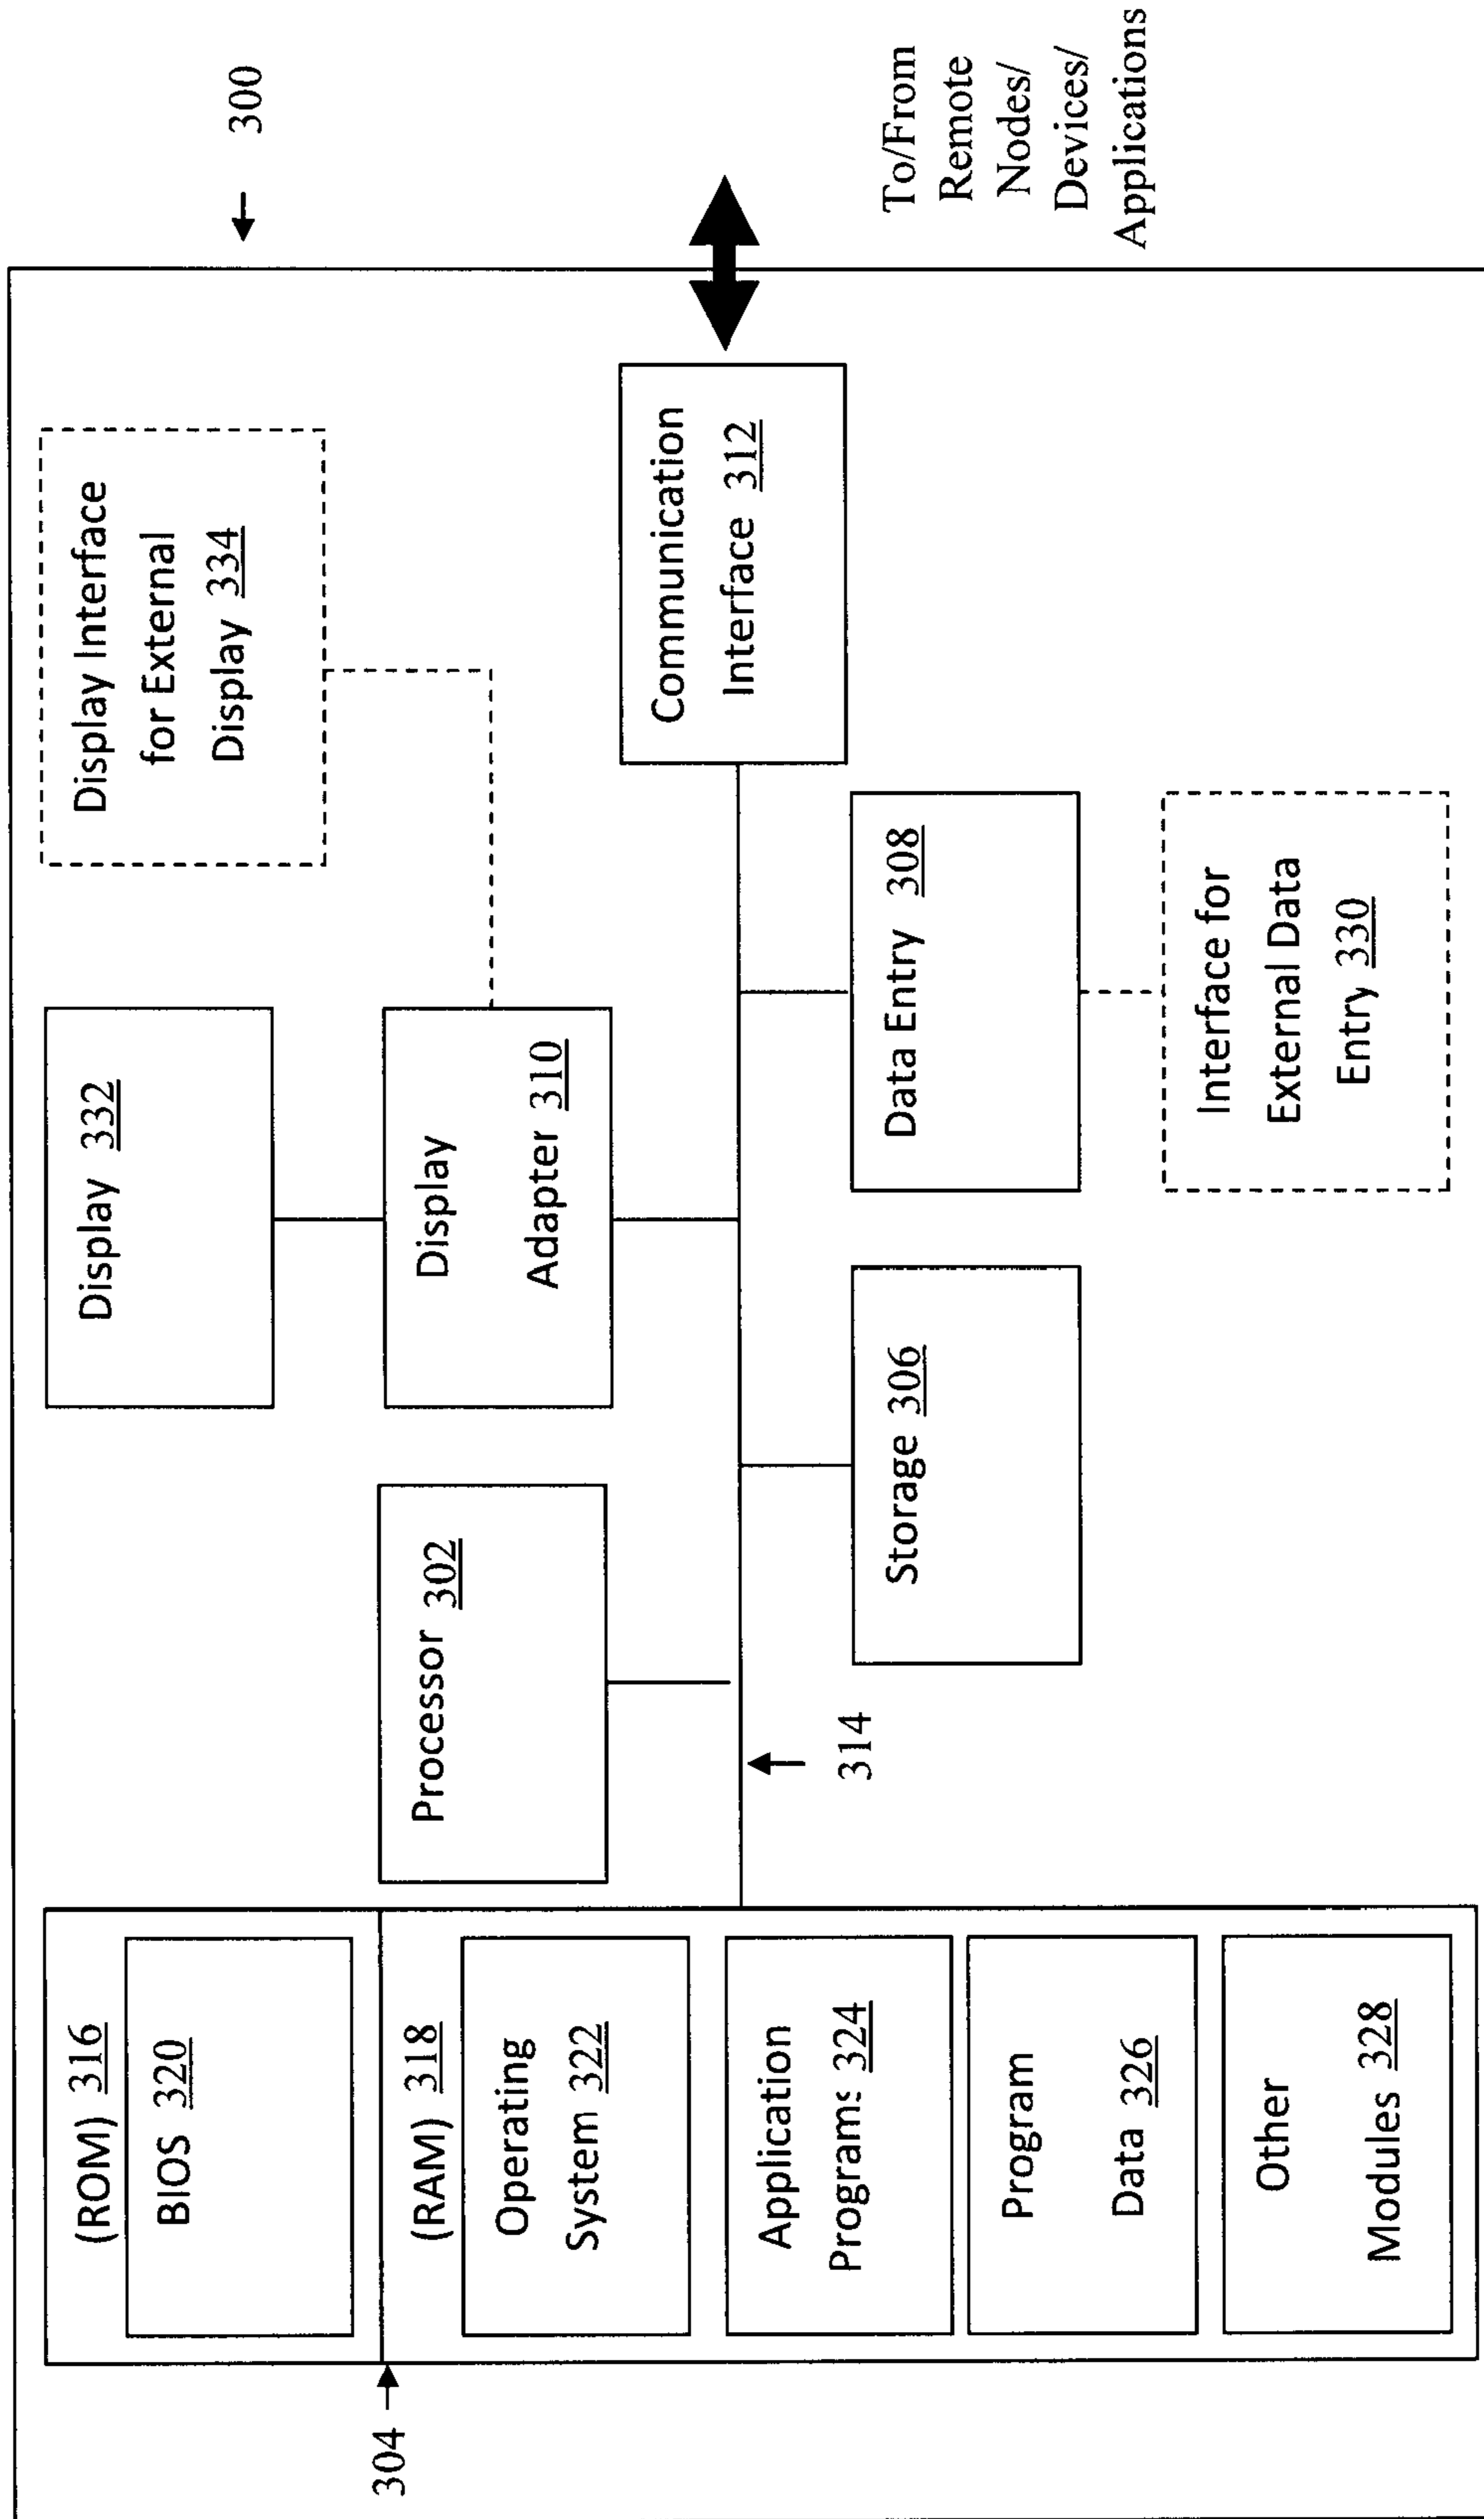 300
(ROM) 316
BIOS 320
304
(RAM) 318
Operating
System 322
Application
Programs 324
Program
Data 326
Other
Modules 328
Processor 302
314
Display 332
Display
Adapter 310
Storage 306
Display Interface
for External
Display 334
Data Entry 308
Interface for
External Data
Entry 330
Communication
Interface 312
To/From
Remote
Nodes/
Devices/
Applications